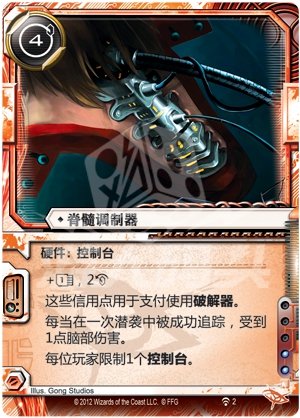 4
◆ 脊髓调制器
硬件: 控制台
+1, 2
这些信用点用于支付使用破解器。
每当在一次潜袭中被成功追踪，受到
1点脑部伤害。
每位玩家限制1个控制台。
Illus. Gong Studios
© 2012 Wizards of the Coast LLC. © FFG
2